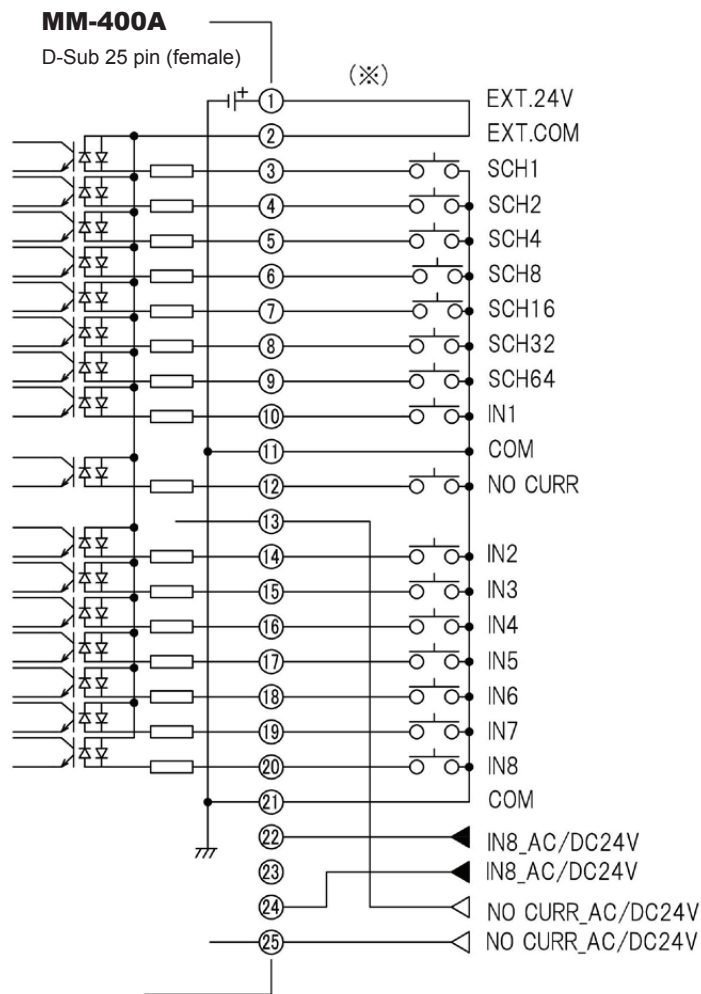 MM-400A
D-Sub 25 pin (female)
(※)
+ ① EXT.24V
② EXT.COM
③ SCH1
④ SCH2
⑤ SCH4
⑥ SCH8
⑦ SCH16
⑧ SCH32
⑨ SCH64
⑩ IN1
⑪ COM
⑫ NO CURR
⑬
⑭ IN2
⑮ IN3
⑯ IN4
⑰ IN5
⑱ IN6
⑲ IN7
⑳ IN8
㉑ COM
㉒ IN8_AC/DC24V
㉓ IN8_AC/DC24V
㉔ NO CURR_AC/DC24V
㉕ NO CURR_AC/DC24V